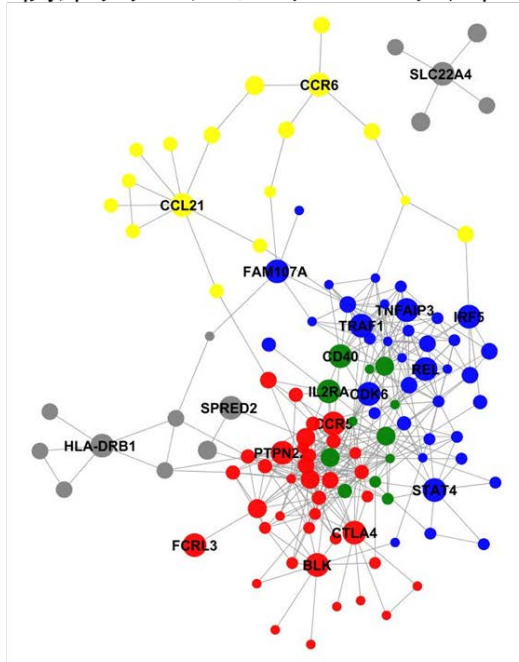 SLC22A4
CCR6
CCL21
FAM107A
TNFAIP3
IRF5
TRAF1
CD40
REL
IL2RA
CDK6
SPRED2
CCR5
HLA-DRB1
PTPN2
STAT4
CTLA4
FCRL3
BLK